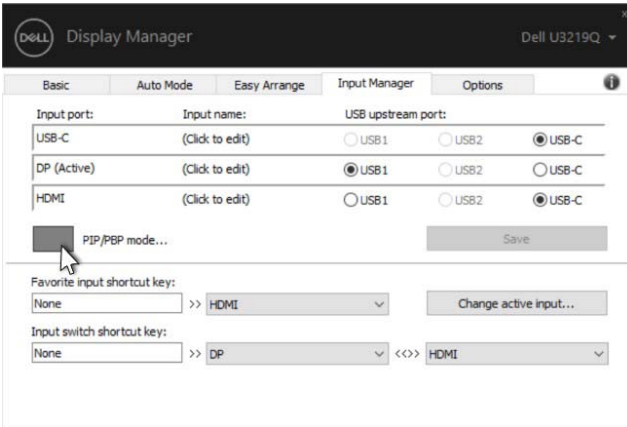 DELL Display Manager Dell U3219Q
x
Basic Auto Mode Easy Arrange Input Manager Options i
Input port: Input name: USB upstream port:
USB-C (Click to edit) USB1 USB2 USB-C
DP (Active) (Click to edit) USB1 USB2 USB-C
HDMI (Click to edit) USB1 USB2 USB-C
PIP/PBP mode... Save
Favorite input shortcut key:
None >> HDMI Change active input...
Input switch shortcut key:
None >> DP <<>> HDMI